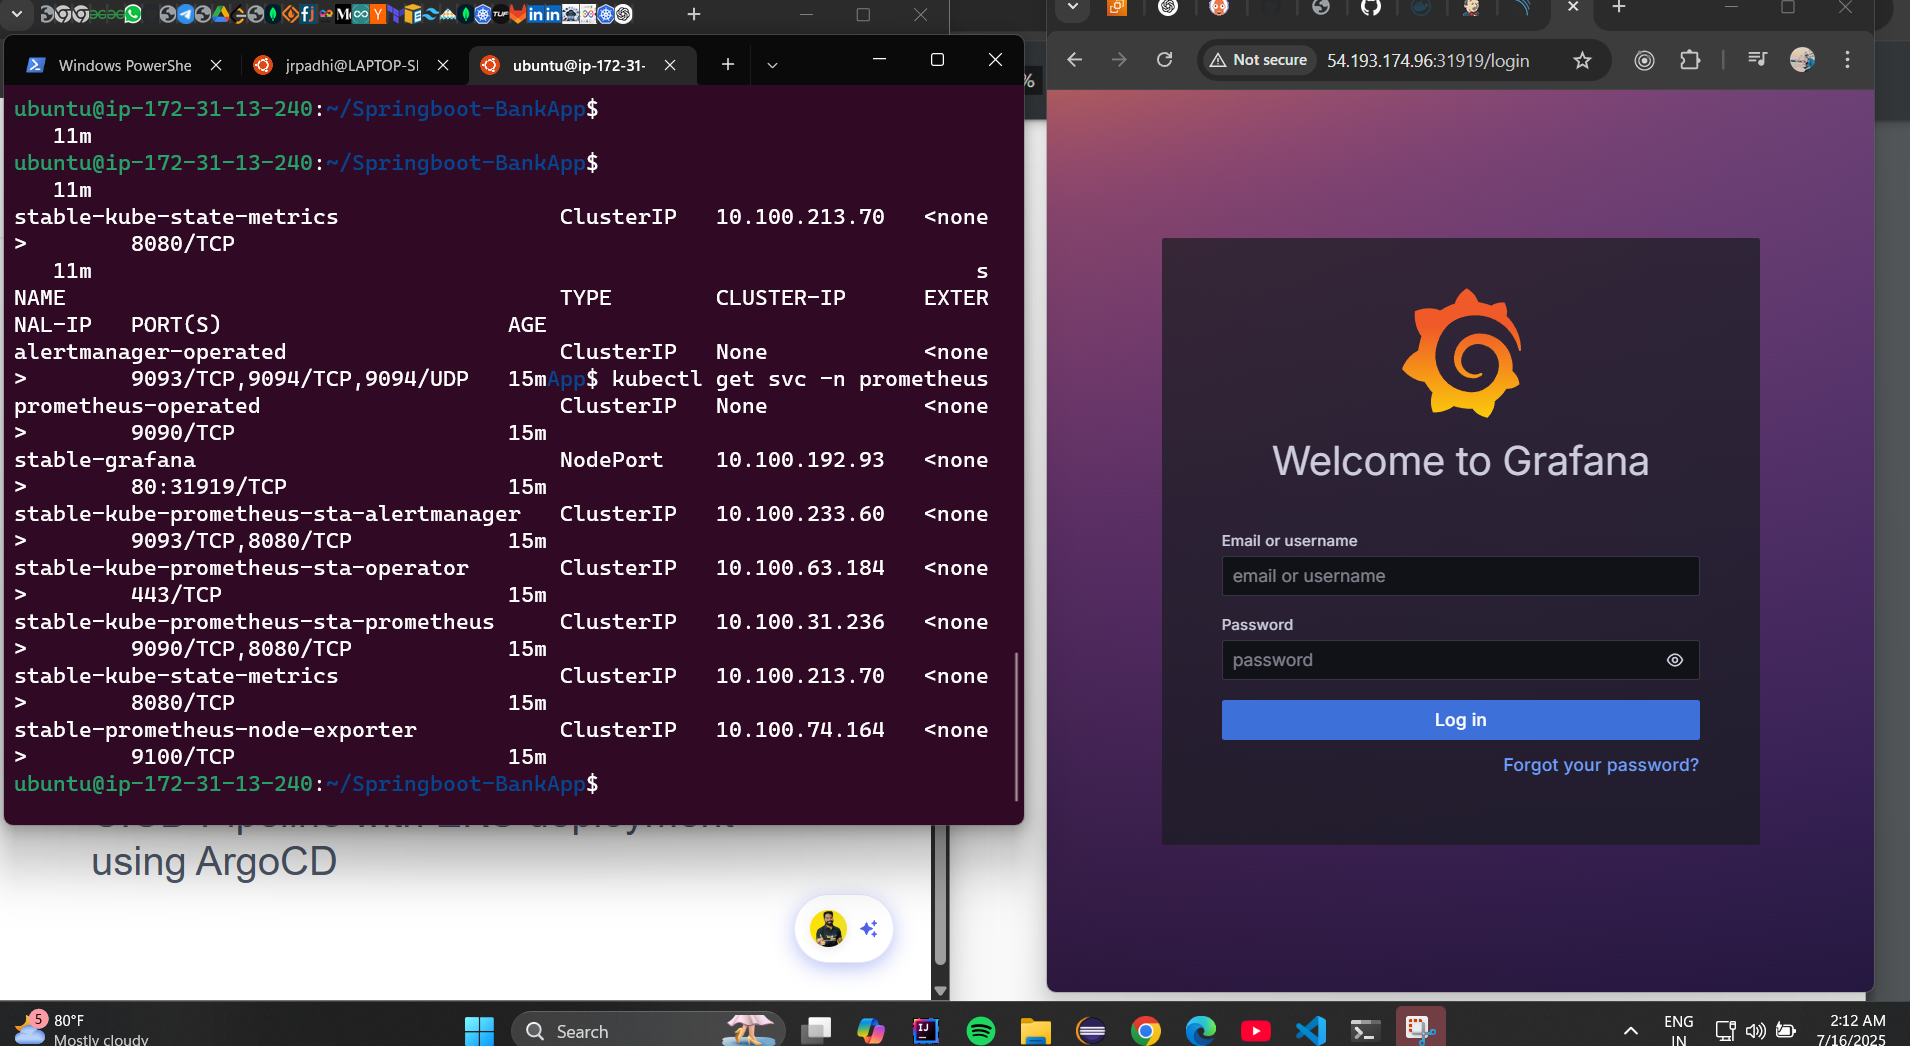 Windows PowerShe
jrpadhi@LAPTOP-S
ubuntu@ip-172-31-
ubuntu@ip-172-31-13-240:~/Springboot-BankApp$
   11m
ubuntu@ip-172-31-13-240:~/Springboot-BankApp$
   11m
stable-kube-state-metrics                 ClusterIP   10.100.213.70   <none
>        8080/TCP
   11m                                                                    s
NAME                                      TYPE        CLUSTER-IP      EXTER
NAL-IP   PORT(S)                      AGE
alertmanager-operated                     ClusterIP   None            <none
>        9093/TCP,9094/TCP,9094/UDP   15mApp$ kubectl get svc -n prometheus
prometheus-operated                       ClusterIP   None            <none
>        9090/TCP                     15m
stable-grafana                            NodePort    10.100.192.93   <none
>        80:31919/TCP                 15m
stable-kube-prometheus-sta-alertmanager   ClusterIP   10.100.233.60   <none
>        9093/TCP,8080/TCP            15m
stable-kube-prometheus-sta-operator       ClusterIP   10.100.63.184   <none
>        443/TCP                      15m
stable-kube-prometheus-sta-prometheus     ClusterIP   10.100.31.236   <none
>        9090/TCP,8080/TCP            15m
stable-kube-state-metrics                 ClusterIP   10.100.213.70   <none
>        8080/TCP                     15m
stable-prometheus-node-exporter           ClusterIP   10.100.74.164   <none
>        9100/TCP                     15m
ubuntu@ip-172-31-13-240:~/Springboot-BankApp$
using ArgoCD
%
Not secure
54.193.174.96:31919/login
Welcome to Grafana
Email or username
email or username
Password
password
Log in
Forgot your password?
5
80°F
Mostly cloudy
Search
ENG
IN
2:12 AM
7/16/2025